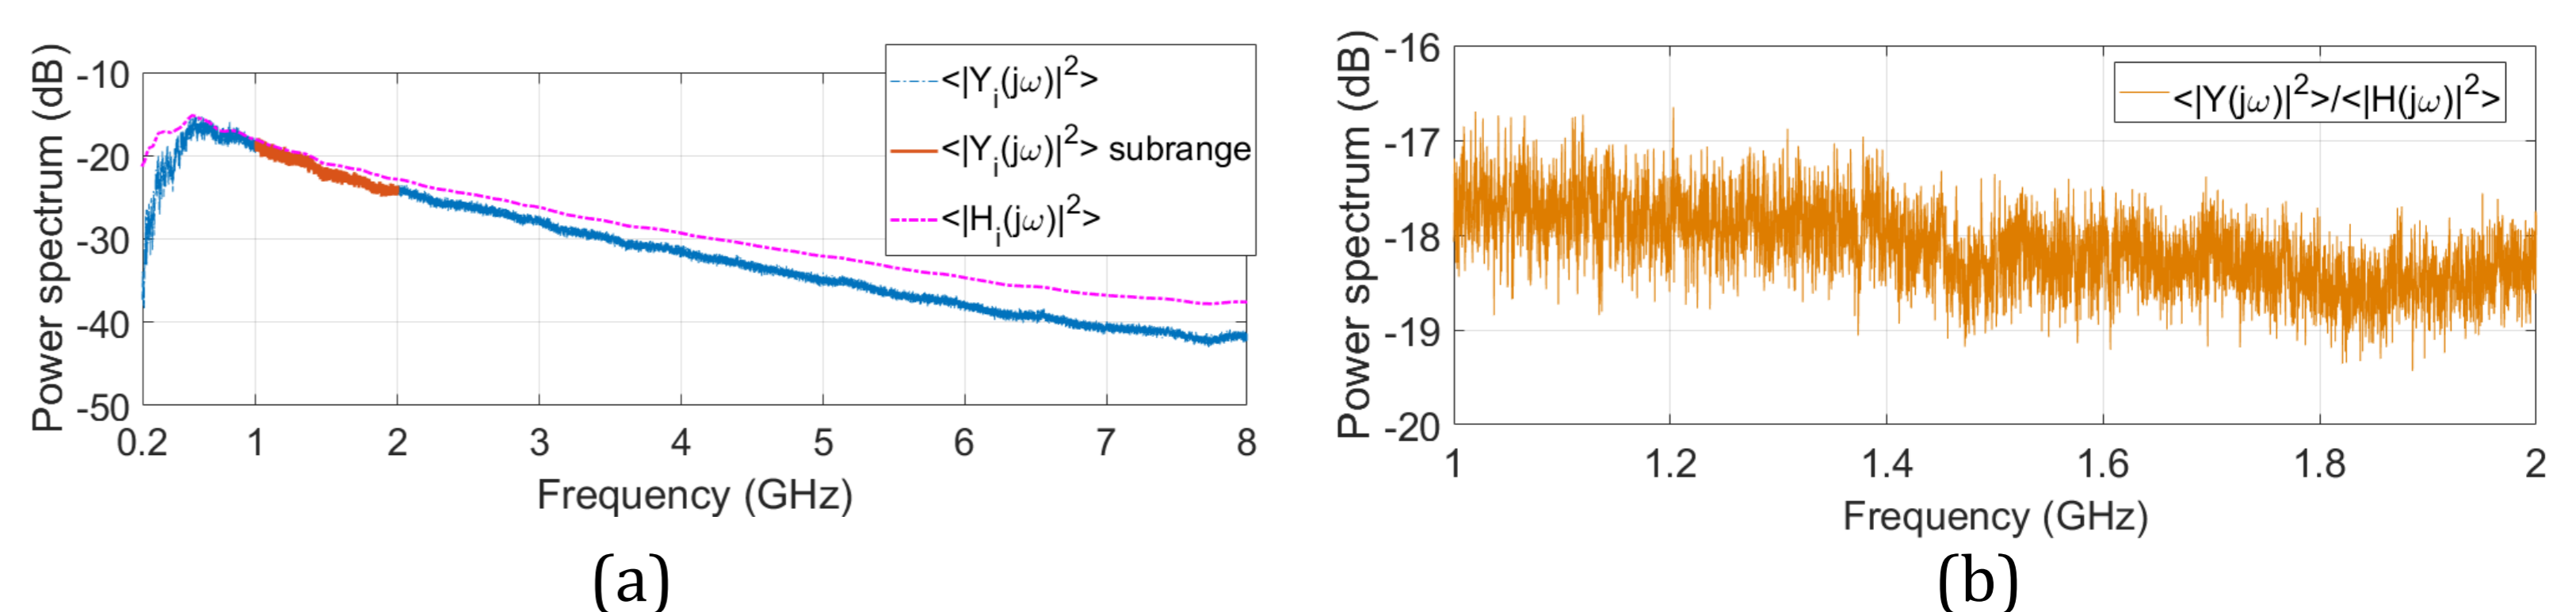 Power spectrum (dB)
-10
-20
-30
-40
-50
0.2 1 2 3 4 5 6 7 8
Frequency (GHz)
<|Y_i(jω)|^2>
<|Y_i(jω)|^2> subrange
<|H_i(jω)|^2>
(a)
Power spectrum (dB)
-16
-17
-18
-19
-20
1 1.2 1.4 1.6 1.8 2
Frequency (GHz)
<|Y(jω)|^2>/<|H(jω)|^2>
(b)